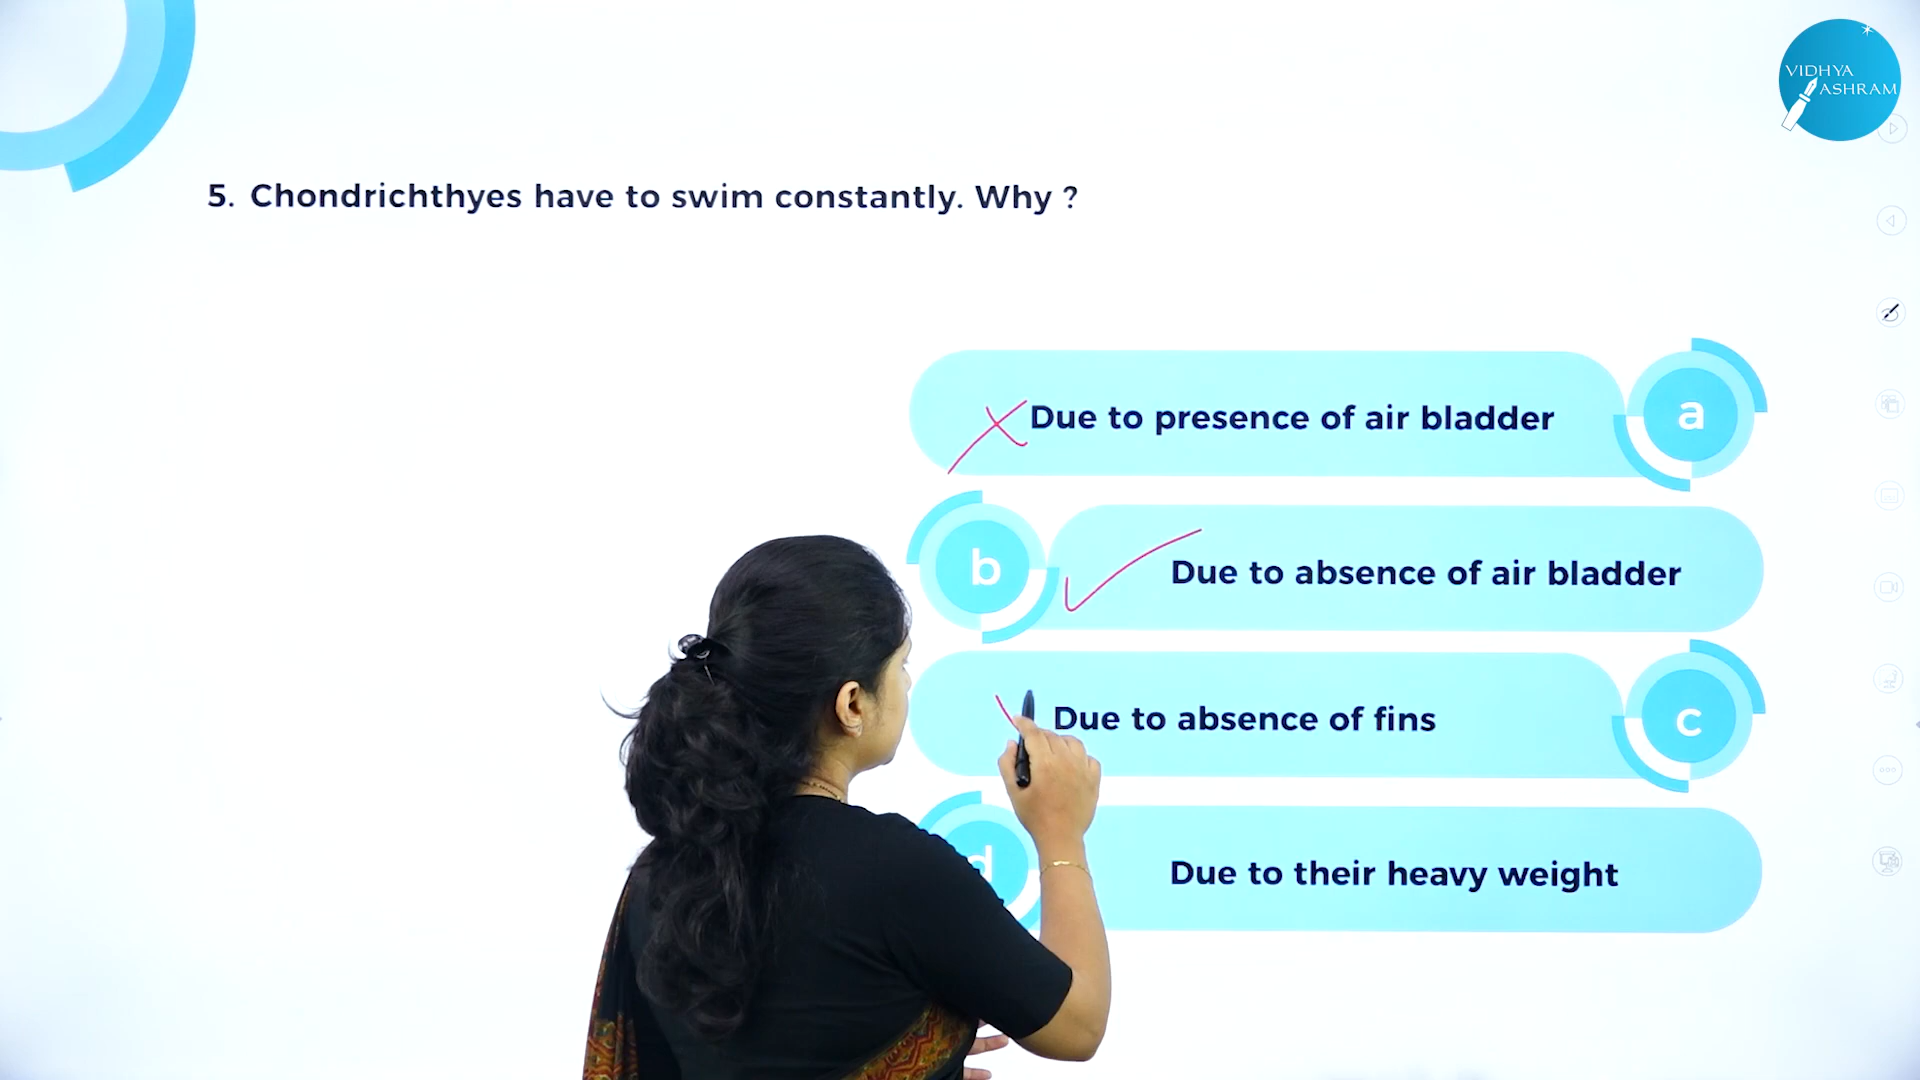 VIDHYA
ASHRAM
5. Chondrichthyes have to swim constantly. Why ?
Due to presence of air bladder
a
b
Due to absence of air bladder
Due to absence of fins
c
d
Due to their heavy weight